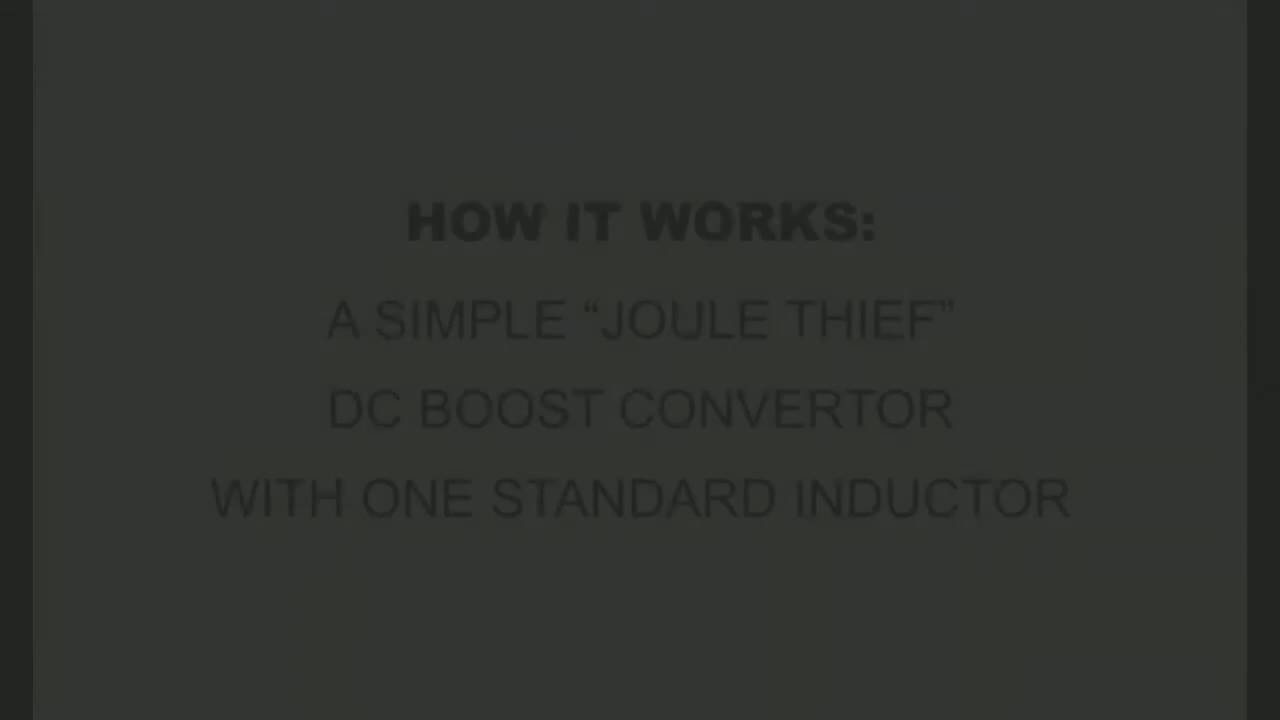 HOW IT WORKS:
A SIMPLE “JOULE THIEF”
DC BOOST CONVERTOR
WITH ONE STANDARD INDUCTOR